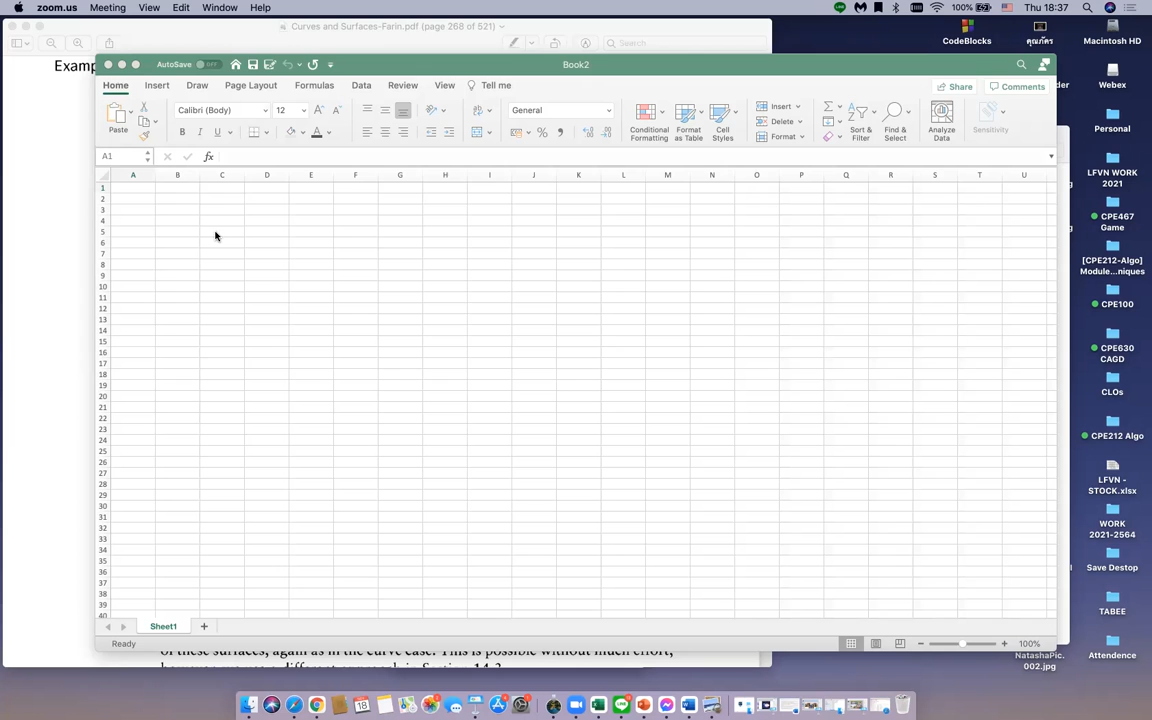 zoom.us Meeting View Edit Window Help 100% Thu 18:37
Curves and Surfaces-Farin.pdf (page 268 of 521)
Search
Examp
CodeBlocks
คุณภัทร
Macintosh HD
AutoSave OFF Book2
Home Insert Draw Page Layout Formulas Data Review View Tell me Share Comments
Calibri (Body) 12 General
Paste Conditional Formatting Format as Table Cell Styles Insert Delete Format Sort & Filter Find & Select Analyze Data Sensitivity
A1 fx
A B C D E F G H I J K L M N O P Q R S T U
1
2
3
4
5
6
7
8
9
10
11
12
13
14
15
16
17
18
19
20
21
22
23
24
25
26
27
28
29
30
31
32
33
34
35
36
37
38
39
40
Sheet1
Ready 100%
of these surfaces, again as in the curve case. This is possible without much effort,
der
Webex
Personal
LFVN WORK
2021
CPE467
Game
[CPE212-Algo]
Module...niques
CPE100
CPE630
CAGD
CLOs
CPE212 Algo
LFVN -
STOCK.xlsx
WORK
2021-2564
Save Destop
TABEE
NatashaPic.
002.jpg
Attendence
18